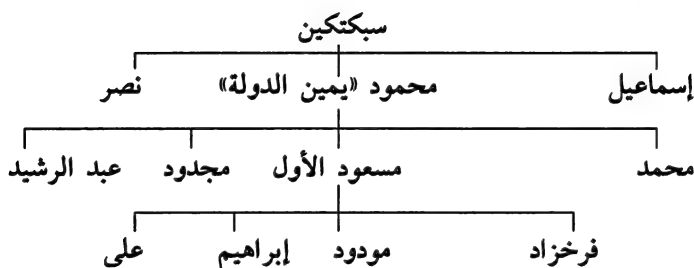 سبكتكين
إسماعيل محمود «يمين الدولة» نصر
محمد مسعود الأول مجدود عبد الرشيد
فرخزاد مودود إبراهيم على